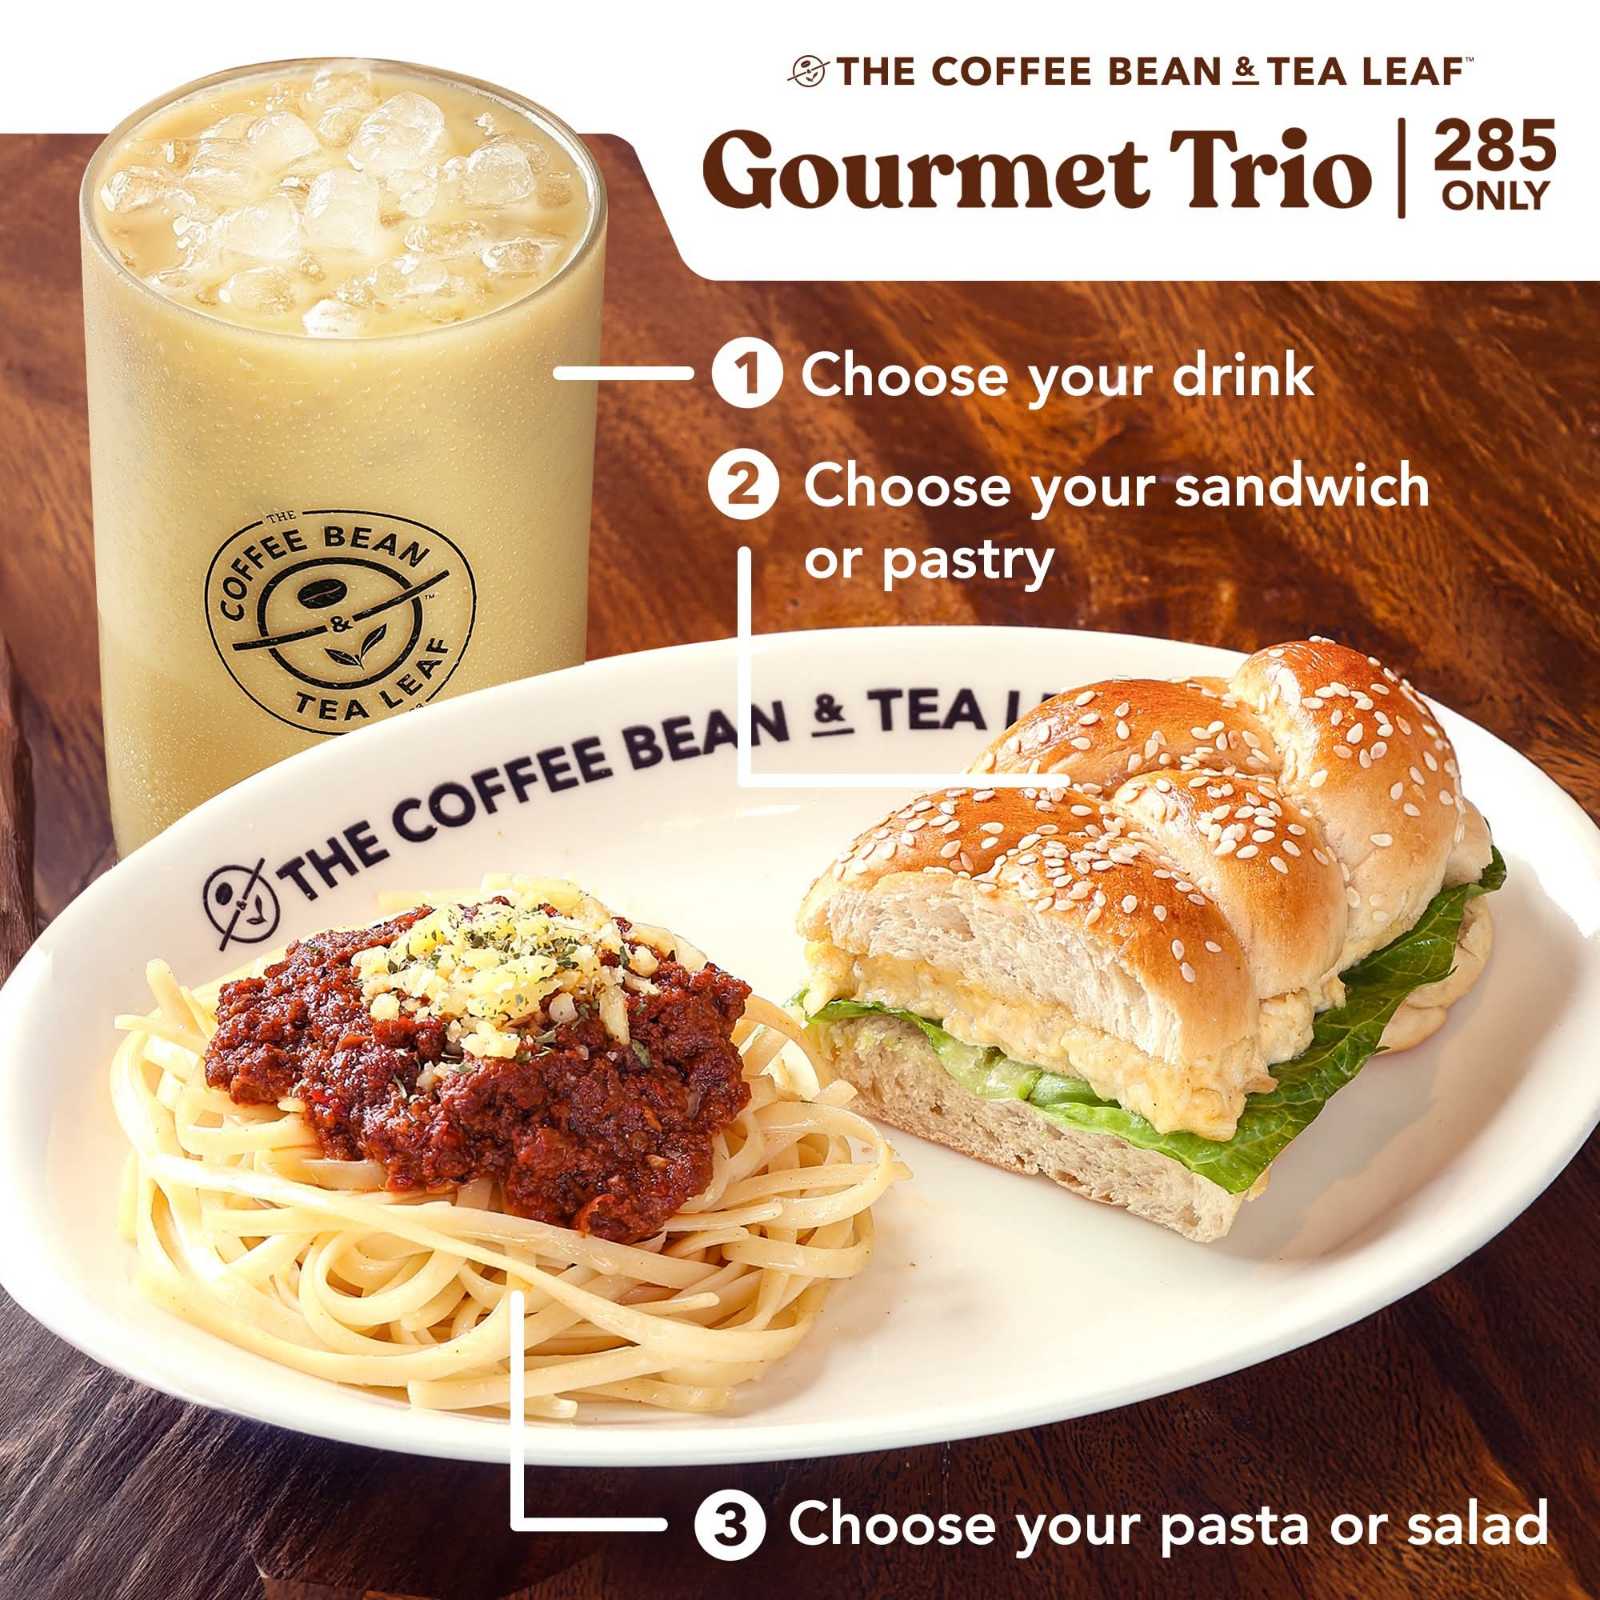 THE COFFEE BEAN & TEA LEAF™
Gourmet Trio
285
ONLY
1 Choose your drink
2 Choose your sandwich
or pastry
THE
COFFEE BEAN
&
TEA LEAF
THE COFFEE BEAN & TEA L
3 Choose your pasta or salad